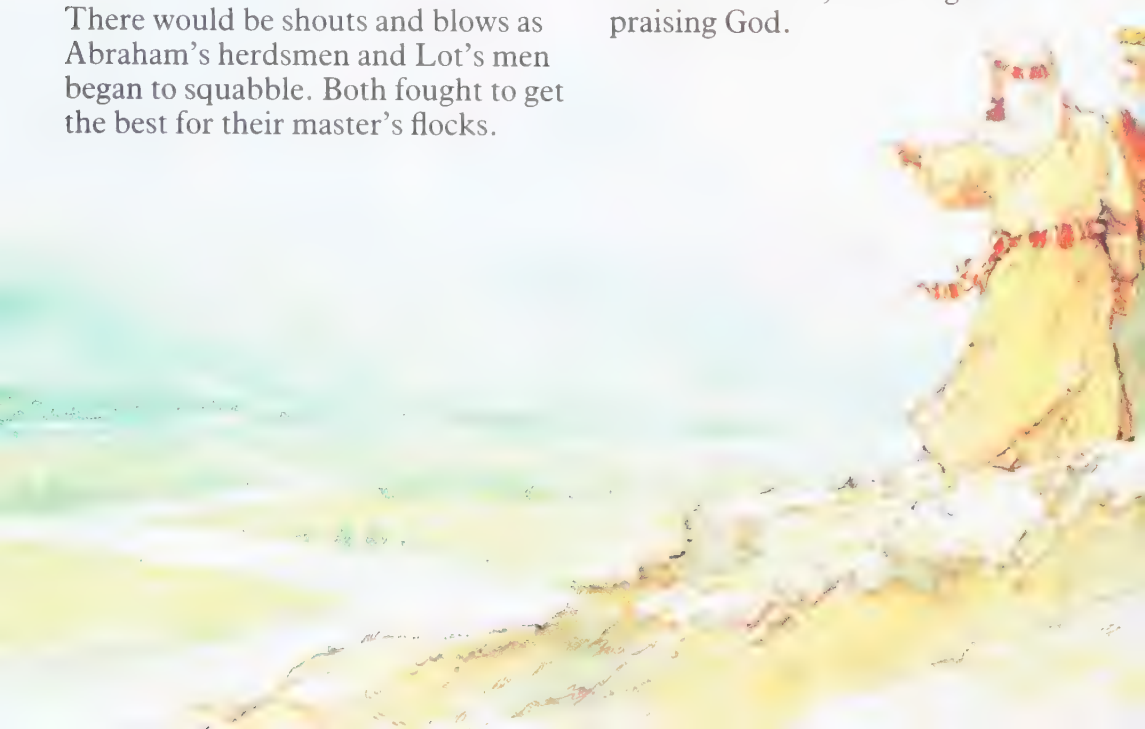 There would be shouts and blows as
Abraham's herdsmen and Lot's men
began to squabble. Both fought to get
the best for their master's flocks.
praising God.